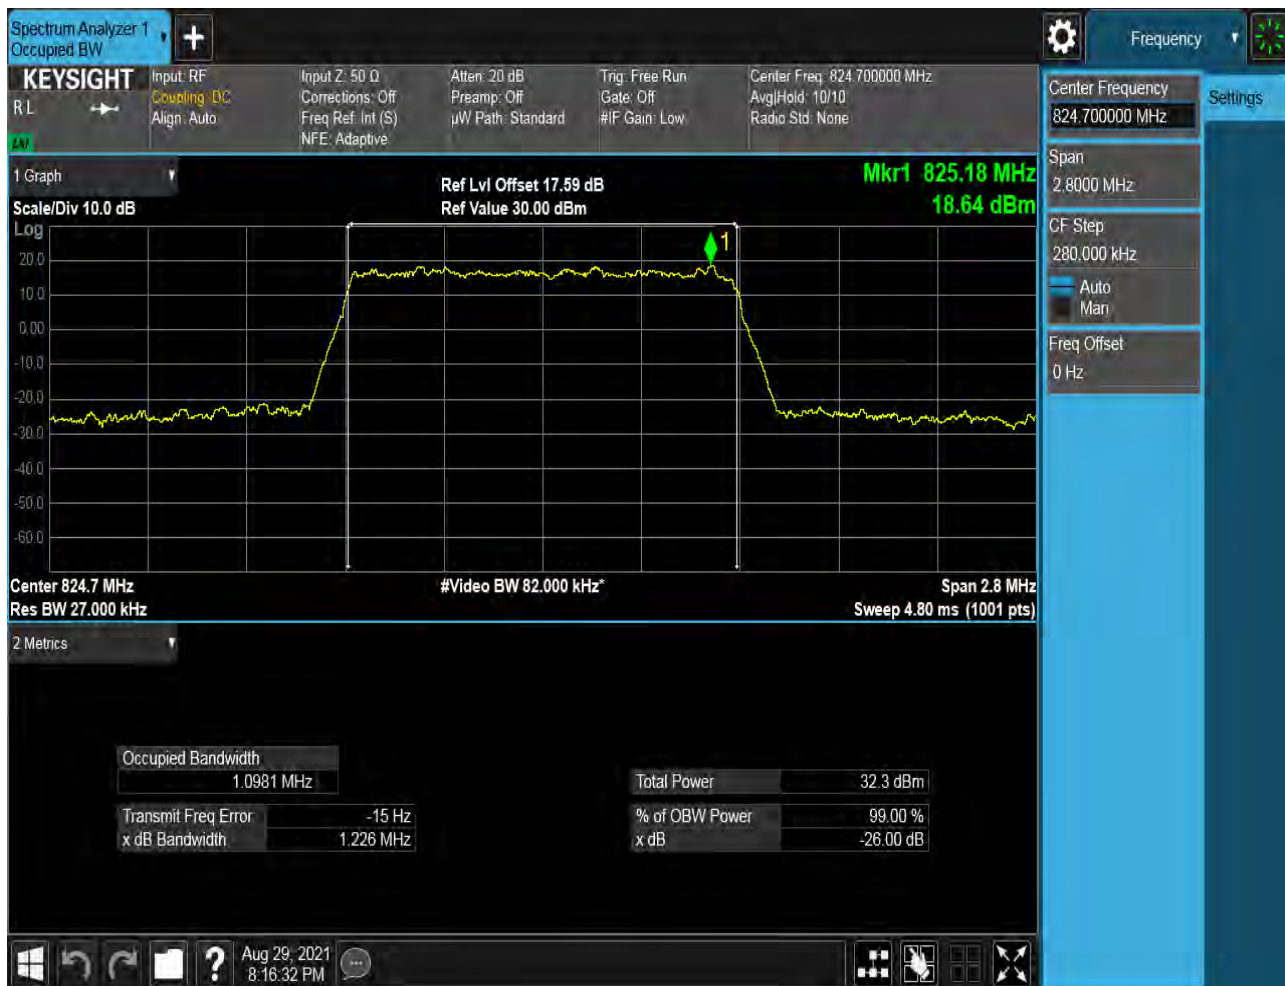 Spectrum Analyzer 1
Occupied BW
Frequency
KEYSIGHT
R L
LXI
Input: RF
Coupling: DC
Align: Auto
Input Z: 50 Ω
Corrections: Off
Freq Ref: Int (S)
NFE: Adaptive
Atten: 20 dB
Preamp: Off
µW Path: Standard
Trig: Free Run
Gate: Off
#IF Gain: Low
Center Freq: 824.700000 MHz
Avg|Hold: 10/10
Radio Std: None
Center Frequency
824.700000 MHz
Settings
Span
2.8000 MHz
CF Step
280.000 kHz
Auto
Man
Freq Offset
0 Hz
1 Graph
Scale/Div 10.0 dB
Log
Ref Lvl Offset 17.59 dB
Ref Value 30.00 dBm
Mkr1 825.18 MHz
18.64 dBm
1
20.0
10.0
0.00
-10.0
-20.0
-30.0
-40.0
-50.0
-60.0
Center 824.7 MHz
#Video BW 82.000 kHz*
Span 2.8 MHz
Res BW 27.000 kHz
Sweep 4.80 ms (1001 pts)
2 Metrics
Occupied Bandwidth
1.0981 MHz
Total Power 32.3 dBm
Transmit Freq Error -15 Hz
% of OBW Power 99.00 %
x dB Bandwidth 1.226 MHz
x dB -26.00 dB
?
Aug 29, 2021
8:16:32 PM